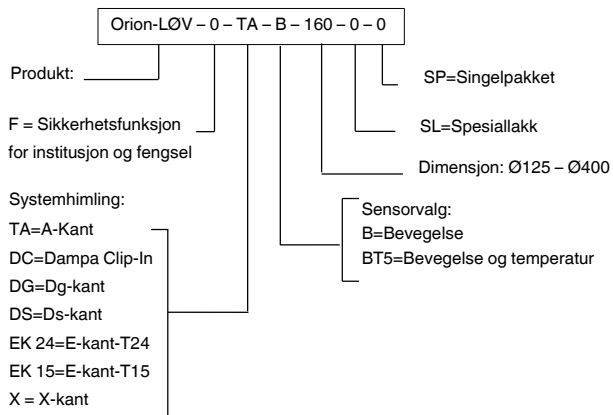 Orion-LØV – 0 – TA – B – 160 – 0 – 0
Produkt:
F = Sikkerhetsfunksjon
for institusjon og fengsel
Systemhimling:
TA=A-Kant
DC=Dampa Clip-In
DG=Dg-kant
DS=Ds-kant
EK 24=E-kant-T24
EK 15=E-kant-T15
X = X-kant
SP=Singelpakket
SL=Spesiallakk
Dimensjon: Ø125 – Ø400
Sensorvalg:
B=Bevegelse
BT5=Bevegelse og temperatur